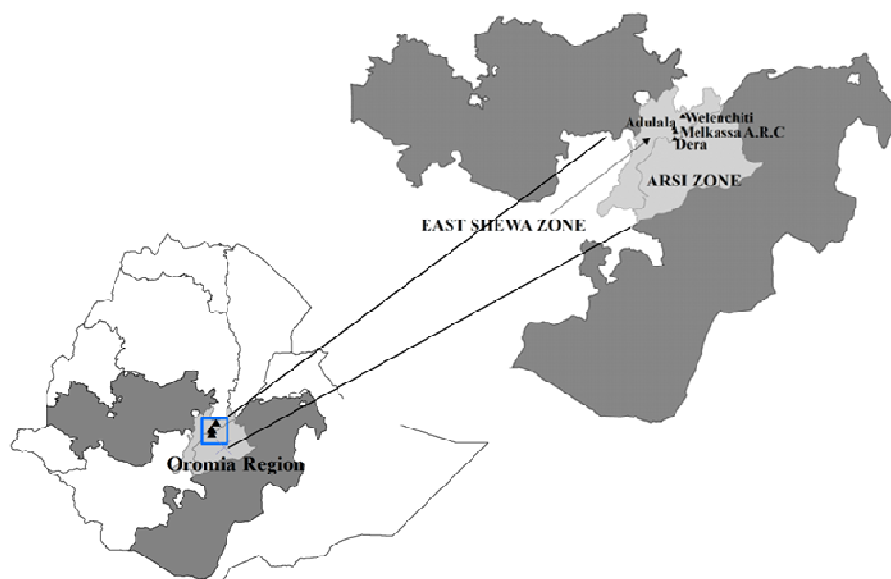 Welenchiti
Adulala
Melkassa A.R.C
Dera
ARSI ZONE
EAST SHEWA ZONE
Oromia Region